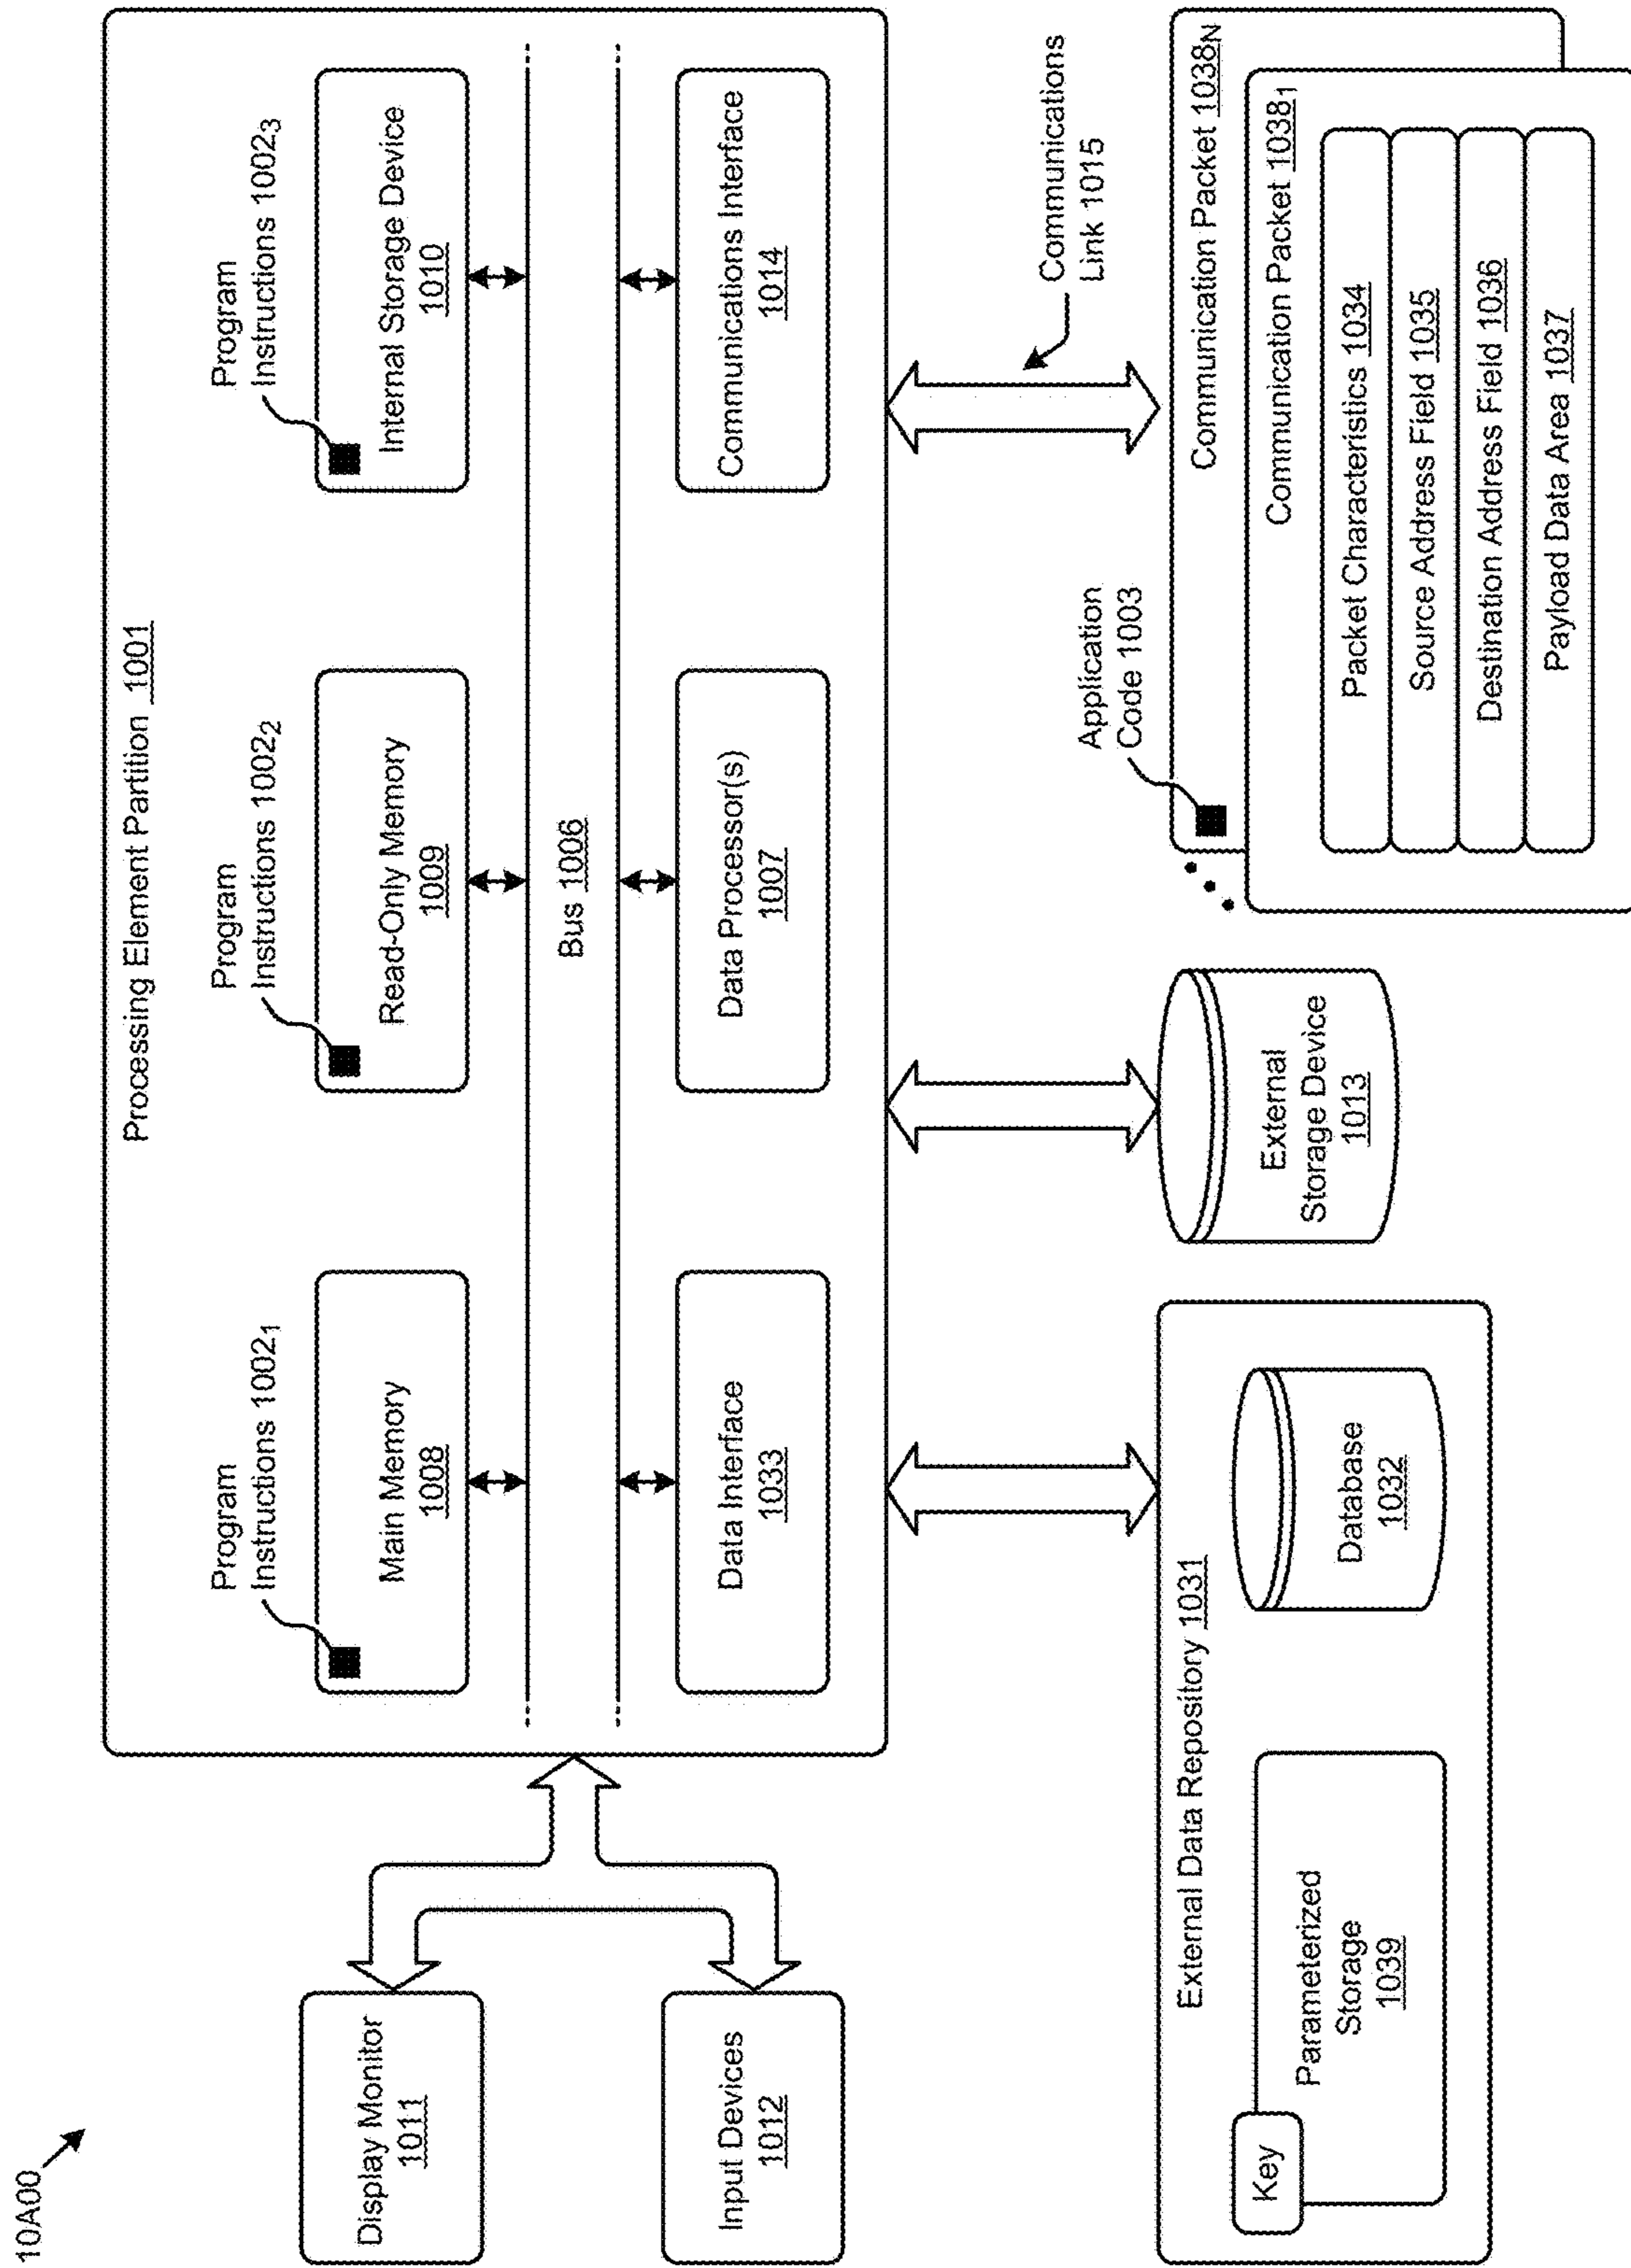 10A00
Processing Element Partition 1001
Program
Instructions 1002₁
Program
Instructions 1002₂
Program
Instructions 1002₃
Display Monitor
1011
Main Memory
1008
Read-Only Memory
1009
Internal Storage Device
1010
Bus 1006
Input Devices
1012
Data Interface
1033
Data Processor(s)
1007
Communications Interface
1014
Communications
Link 1015
Application
Code 1003
External Data Repository 1031
Key
Parameterized
Storage
1039
Database
1032
External
Storage Device
1013
Communication Packet 1038N
Communication Packet 1038₁
Packet Characteristics 1034
Source Address Field 1035
Destination Address Field 1036
Payload Data Area 1037